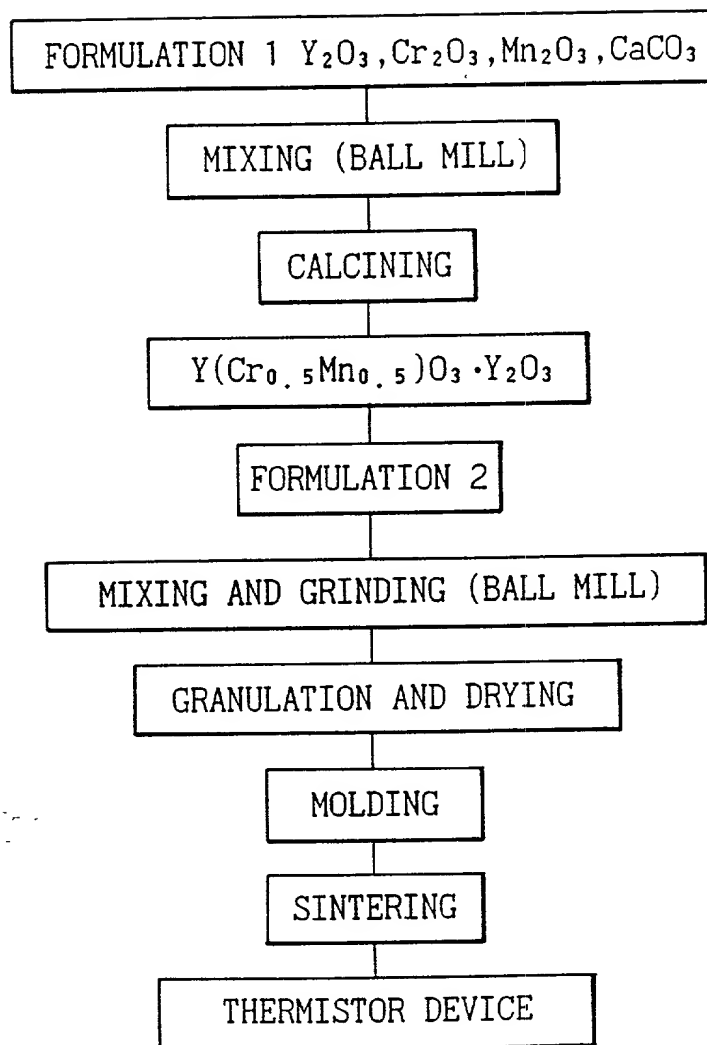 FORMULATION 1 Y₂O₃,Cr₂O₃,Mn₂O₃,CaCO₃
MIXING (BALL MILL)
CALCINING
Y(Cr₀.₅Mn₀.₅)O₃·Y₂O₃
FORMULATION 2
MIXING AND GRINDING (BALL MILL)
GRANULATION AND DRYING
MOLDING
SINTERING
THERMISTOR DEVICE